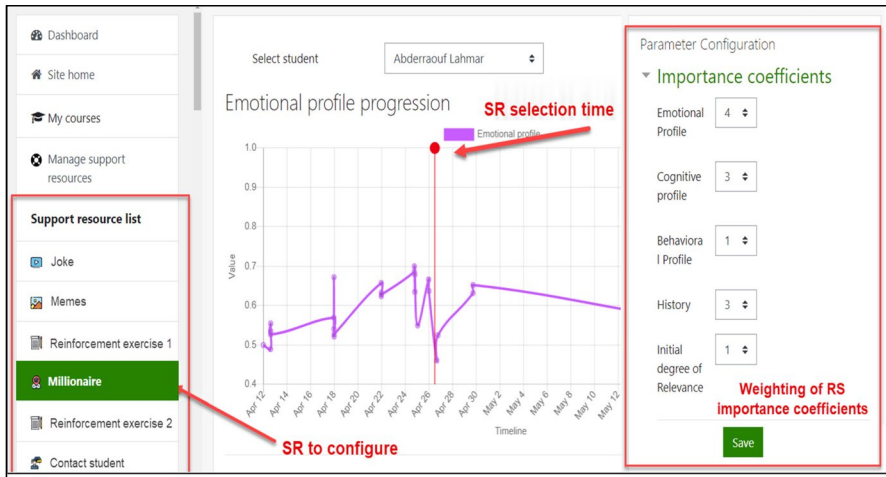 Dashboard
Site home
My courses
Manage support
resources
Support resource list
Joke
Memes
Reinforcement exercise 1
Millionaire
Reinforcement exercise 2
Contact student
Select student
Abderraouf Lahmar
Emotional profile progression
SR selection time
Emotional profile
1.0
0.9
0.8
0.7
0.6
0.5
0.4
Value
Apr 12
Apr 14
Apr 16
Apr 18
Apr 20
Apr 22
Apr 24
Apr 26
Apr 28
Apr 30
May 2
May 4
May 6
May 8
May 10
May 12
Timeline
SR to configure
Parameter Configuration
Importance coefficients
Emotional 4
Profile
Cognitive 3
profile
Behaviora 1
l Profile
History 3
Initial 1
degree of
Relevance
Weighting of RS
importance coefficients
Save